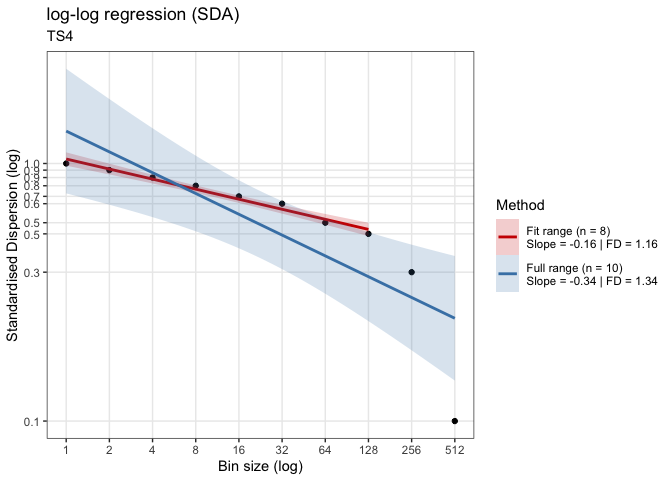 log-log regression (SDA)
TS4
Standardised Dispersion (log)
1.0
0.9
0.9
0.8
0.7
0.7
0.5
0.5
0.3
0.1
1 2 4 8 16 32 64 128 256 512
Bin size (log)
Method
Fit range (n = 8)
Slope = -0.16 | FD = 1.16
Full range (n = 10)
Slope = -0.34 | FD = 1.34